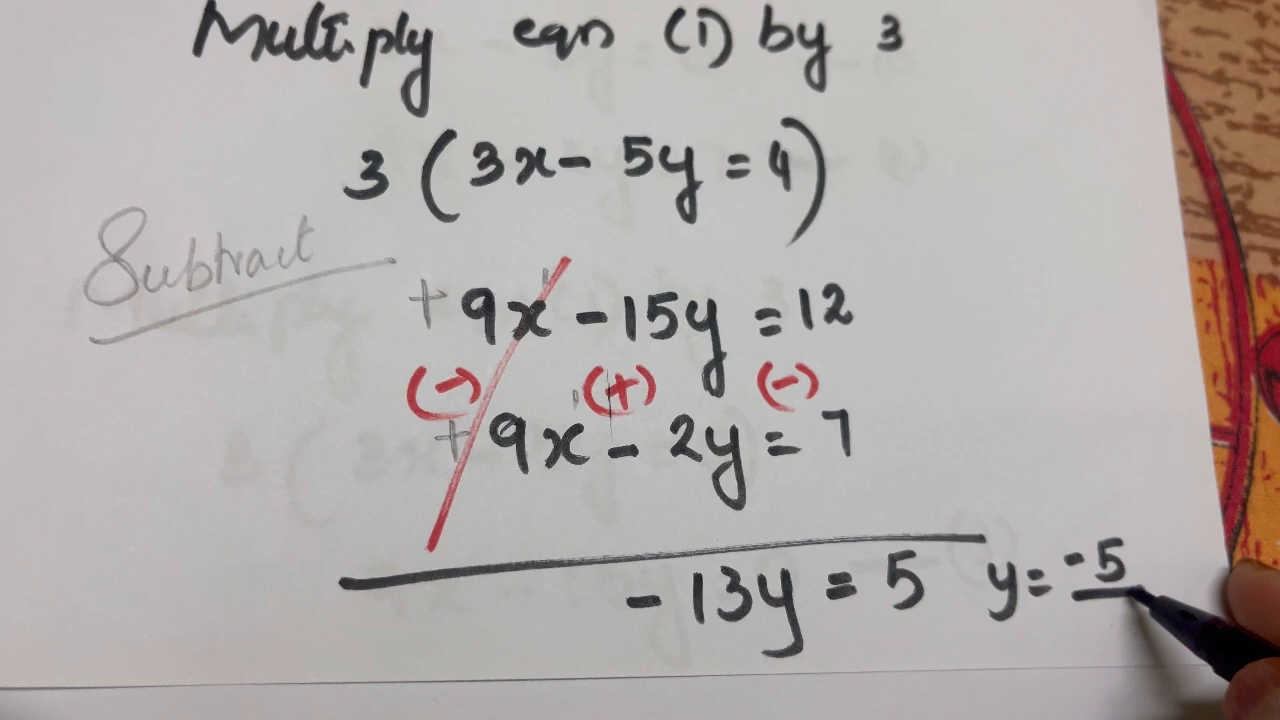 Multiply eqn (1) by 3
3 (3x - 5y = 4)
Subtract
+ 9x - 15y = 12
(-) (+) (-)
+ 9x - 2y = 7
- 13y = 5 y = -5